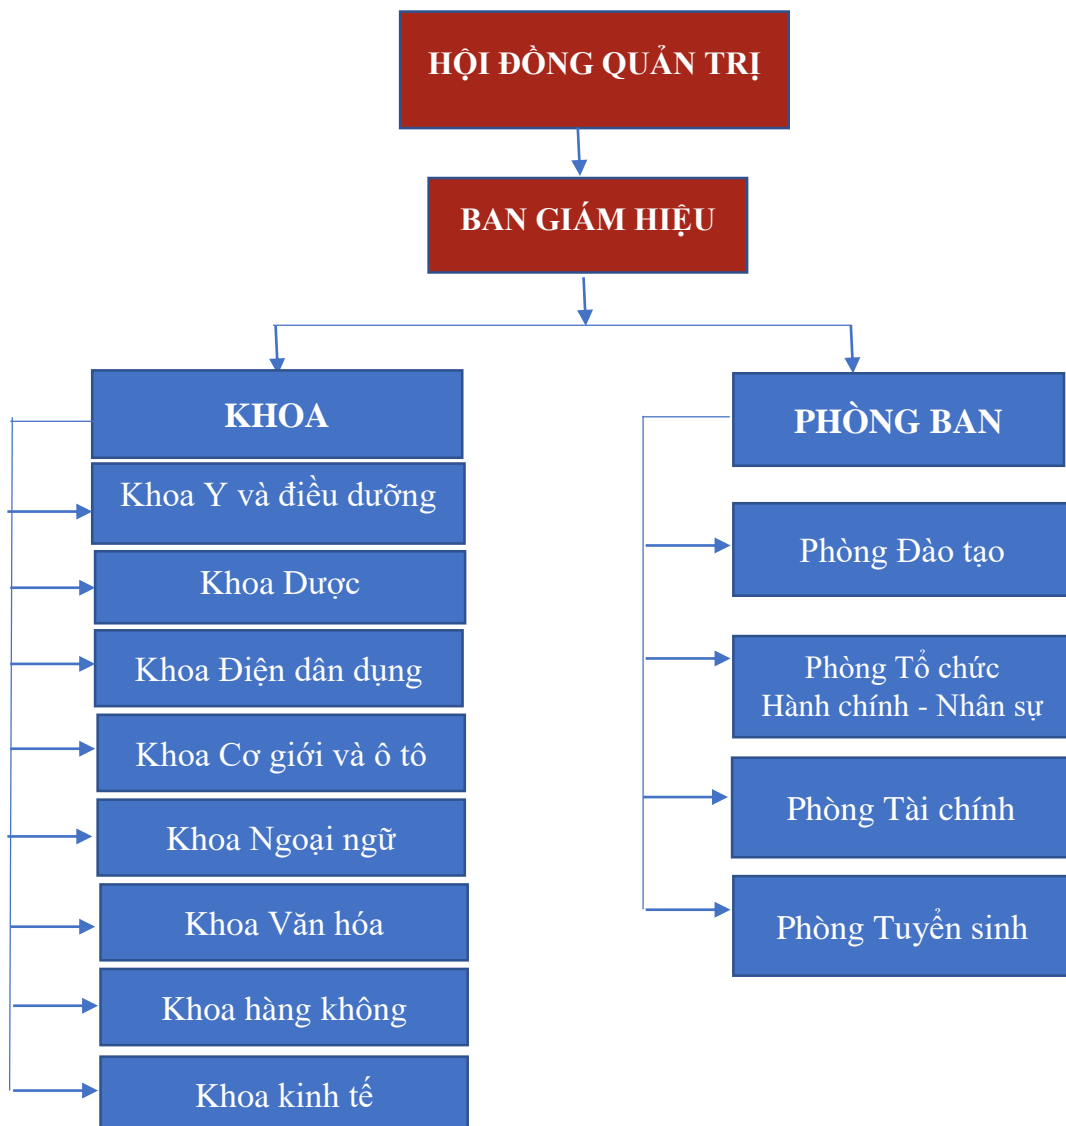 HỘI ĐỒNG QUẢN TRỊ
BAN GIÁM HIỆU
KHOA
Khoa Y và điều dưỡng
Khoa Dược
Khoa Điện dân dụng
Khoa Cơ giới và ô tô
Khoa Ngoại ngữ
Khoa Văn hóa
Khoa hàng không
Khoa kinh tế
PHÒNG BAN
Phòng Đào tạo
Phòng Tổ chức
Hành chính - Nhân sự
Phòng Tài chính
Phòng Tuyển sinh